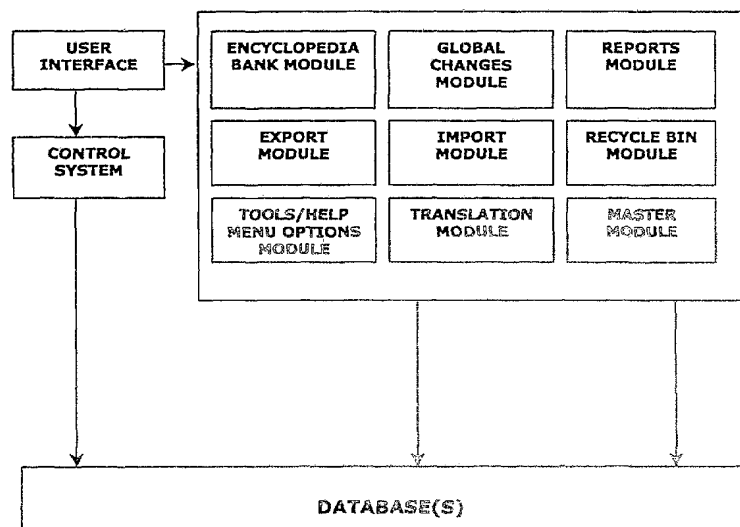 USER
INTERFACE
CONTROL
SYSTEM
ENCYCLOPEDIA
BANK MODULE
GLOBAL
CHANGES
MODULE
REPORTS
MODULE
EXPORT
MODULE
IMPORT
MODULE
RECYCLE BIN
MODULE
TOOLS/HELP
MENU OPTIONS
MODULE
TRANSLATION
MODULE
MASTER
MODULE
DATABASE(S)